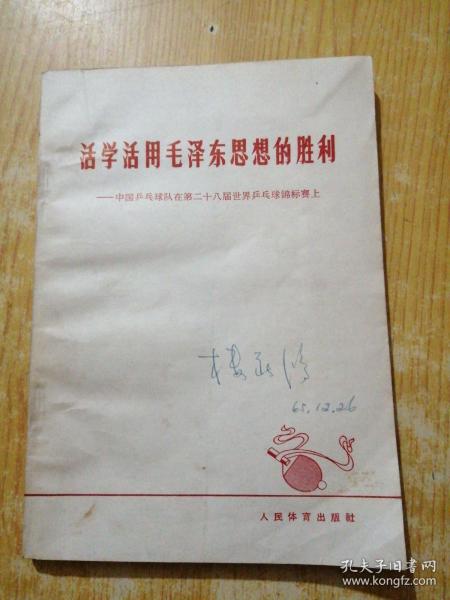 活学活用毛泽东思想的胜利
——中国乒乓球队在第二十八届世界乒乓球锦标赛上
65.12.26
人民体育出版社
孔夫子旧书网
www.kongfz.com